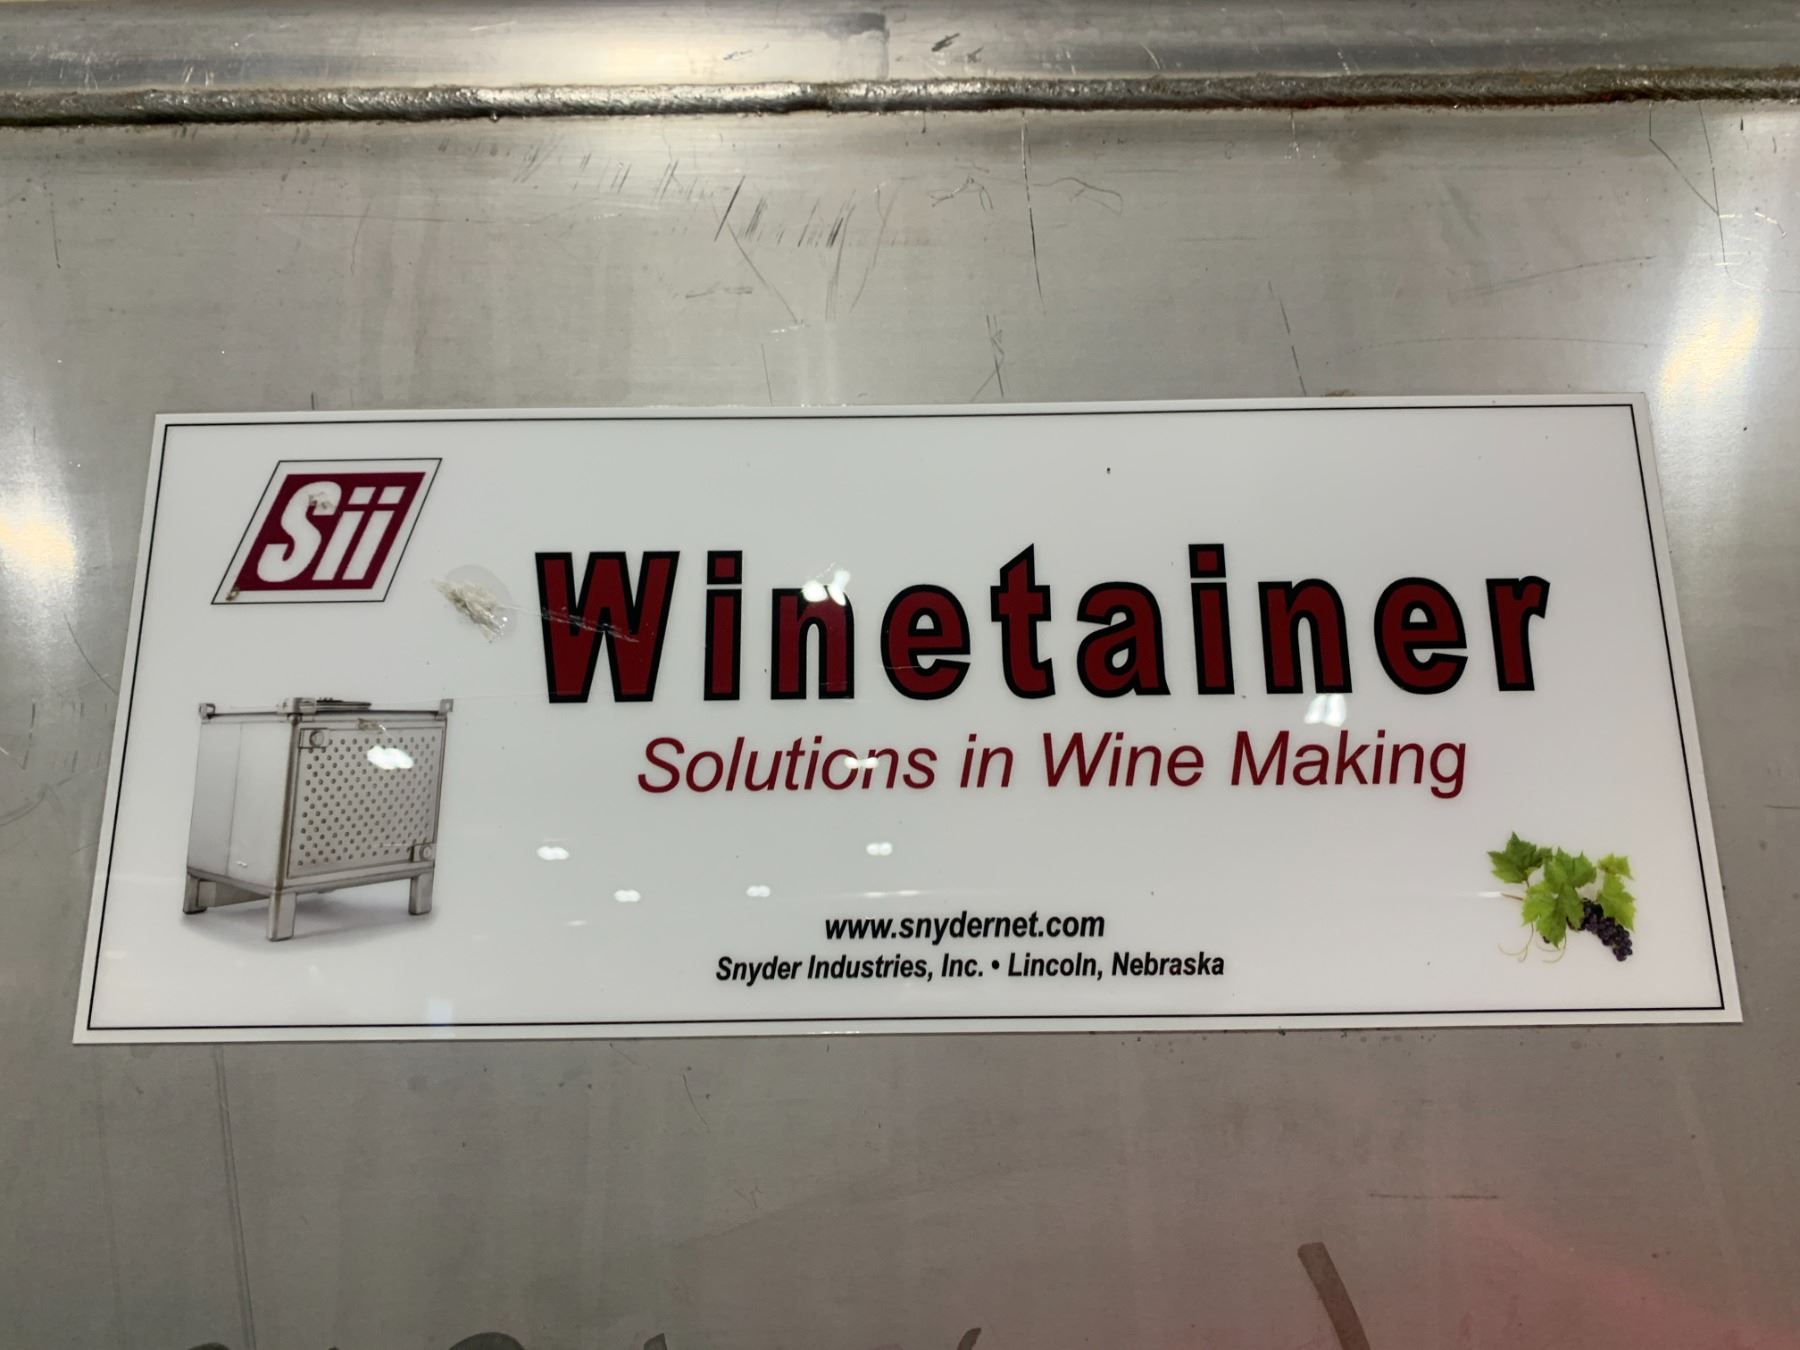 Sii
Winetainer
Solutions in Wine Making
www.snydernet.com
Snyder Industries, Inc. • Lincoln, Nebraska